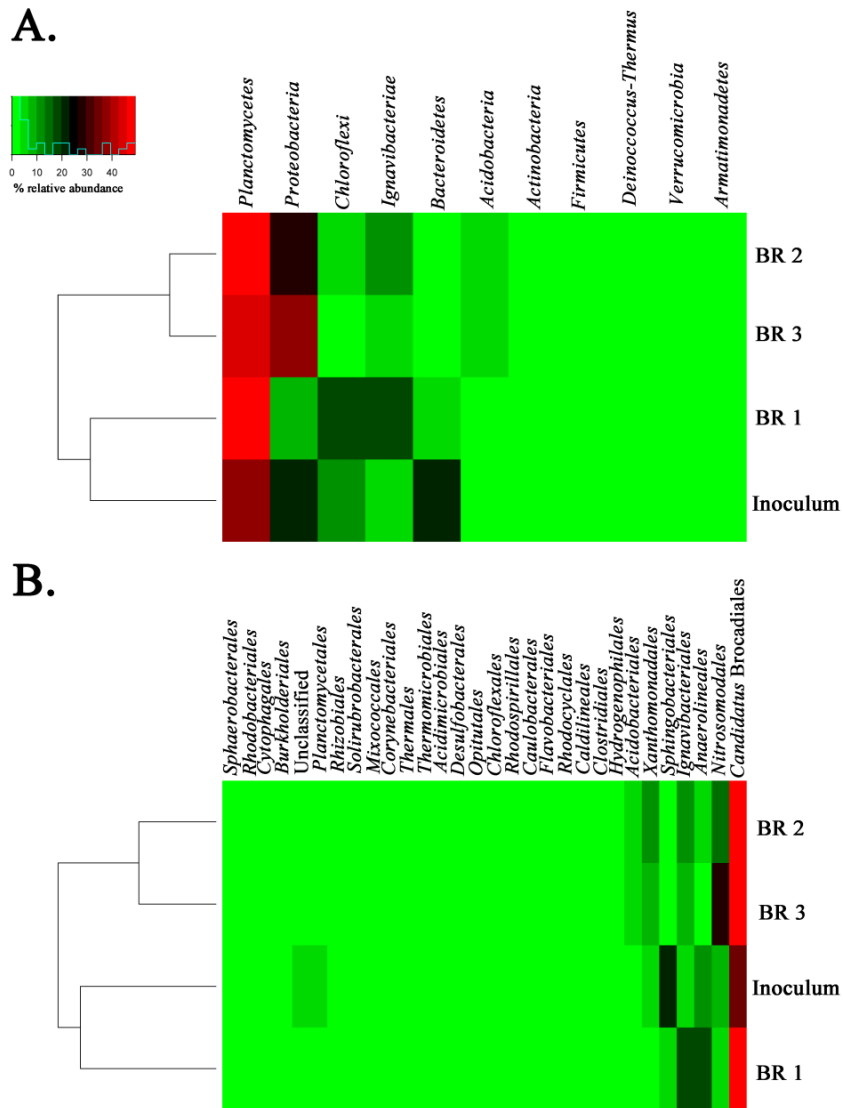 A.
0 10 20 30 40
% relative abundance
Planctomycetes
Proteobacteria
Chloroflexi
Ignavibacteriae
Bacteroidetes
Acidobacteria
Actinobacteria
Firmicutes
Deinoccoccus-Thermus
Verrucomicrobia
Armatimonadetes
BR 2
BR 3
BR 1
Inoculum
B.
Sphaerobacterales
Rhodobacteriales
Cytophagales
Burkholderiales
Unclassified
Planctomycetales
Rhizobiales
Solirubrobacterales
Mixococcales
Corynebacteriales
Thermales
Thermomicrobiales
Acidimicrobiales
Desulfobacterales
Opitutales
Chloroflexales
Rhodospirillales
Caulobacterales
Flavobacteriales
Rhodocyclales
Caldilineales
Clostridiales
Hydrogenophilales
Acidobacteriales
Xanthomonadales
Sphingobacteriales
Ignavibacteriales
Anaerolineales
Nitrosomodales
Candidatus Brocadiales
BR 2
BR 3
Inoculum
BR 1